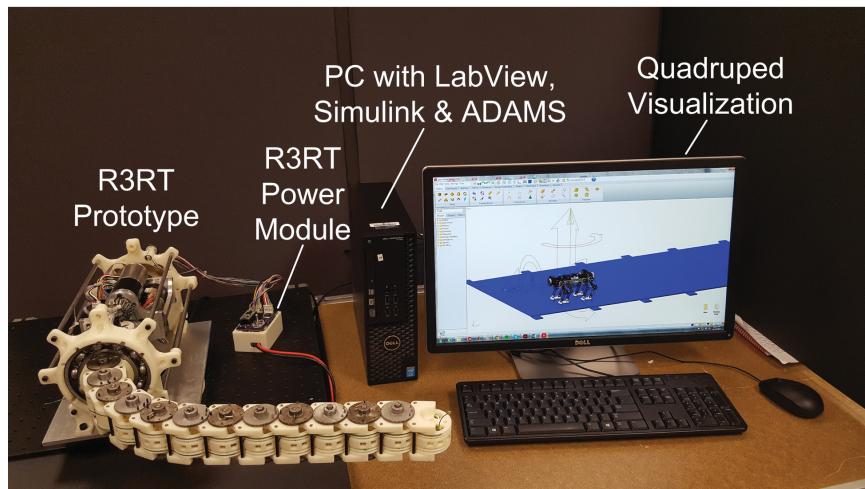 PC with LabView,
Simulink & ADAMS
Quadruped
Visualization
R3RT
Prototype
R3RT
Power
Module
DELL
DELL